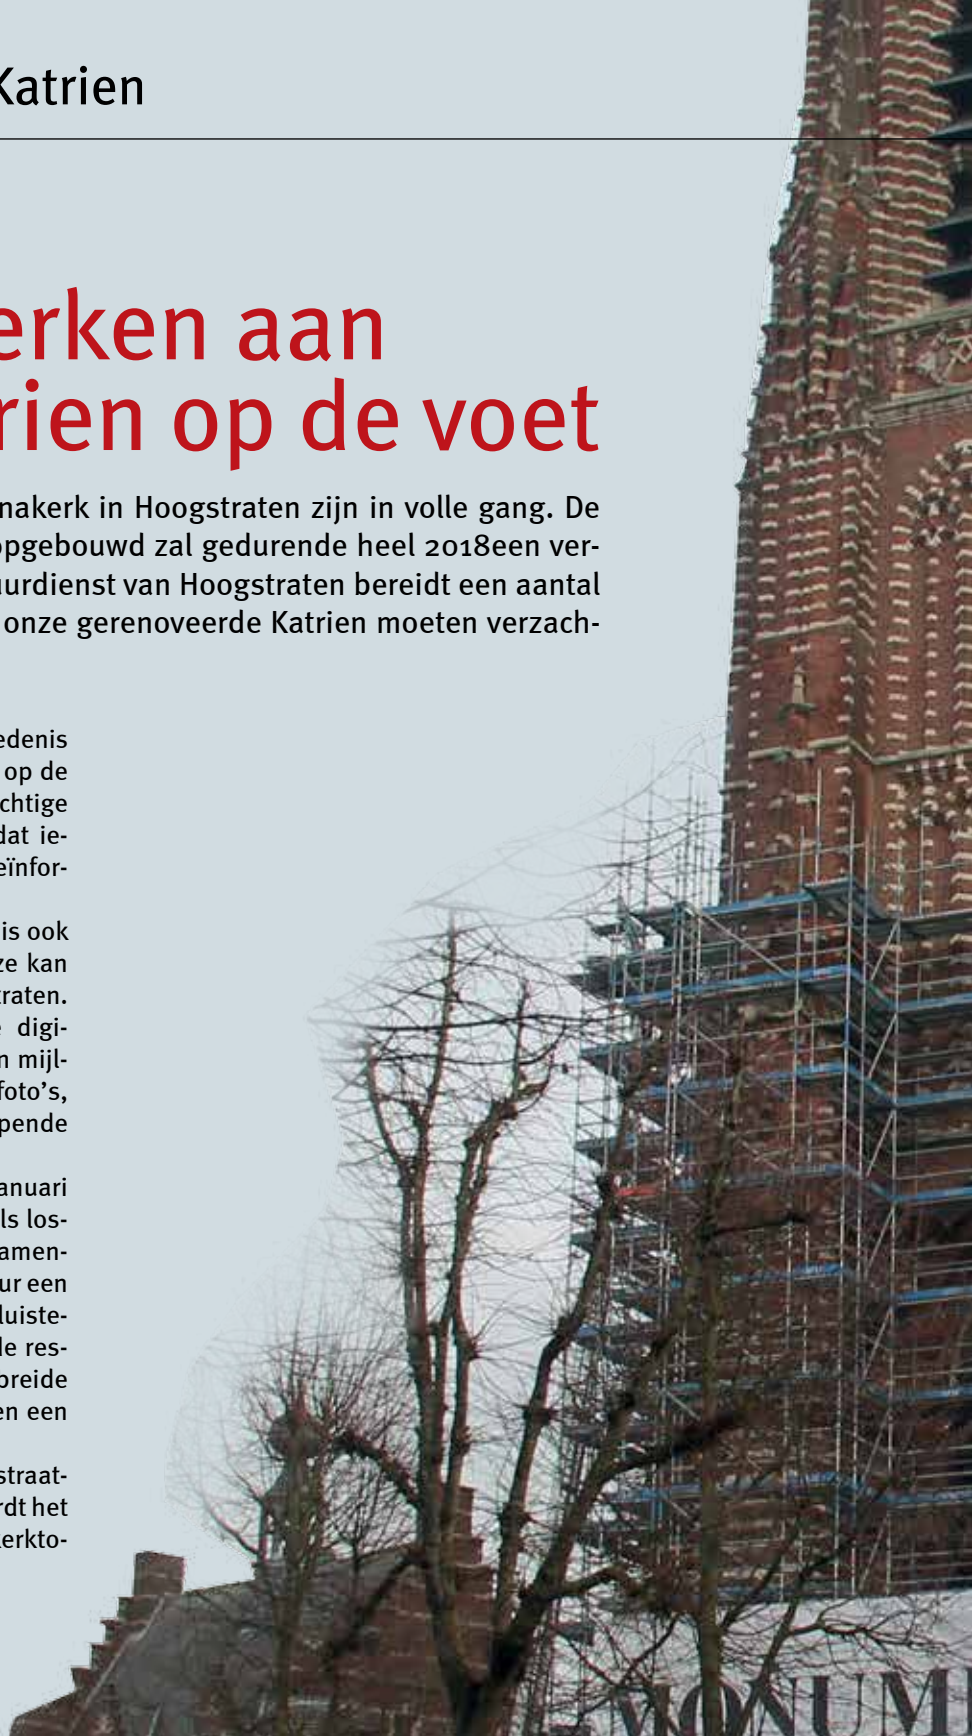 Katrien
erken aan
rien op de voet
nakerk in Hoogstraten zijn in volle gang. De
opgebouwd zal gedurende heel 2018een ver-
uurdienst van Hoogstraten bereidt een aantal
onze gerenoveerde Katrien moeten verzach-
edenis
op de
chtige
dat ie-
eïnfor-
is ook
ze kan
traten.
digi-
n mijl-
foto's,
pende
anuari
ls los-
amen-
ur een
luiste-
de res-
breide
en een
straat-
rdt het
kerkto-
MONUM